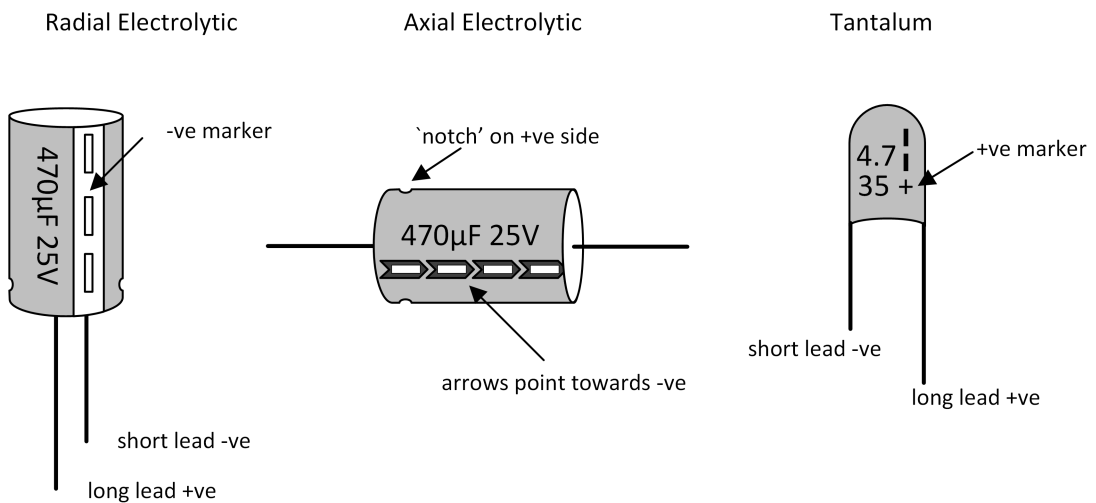 Radial Electrolytic
Axial Electrolytic
Tantalum
-ve marker
470µF 25V
short lead -ve
long lead +ve
`notch’ on +ve side
470µF 25V
arrows point towards -ve
4.7
35 +
+ve marker
short lead -ve
long lead +ve